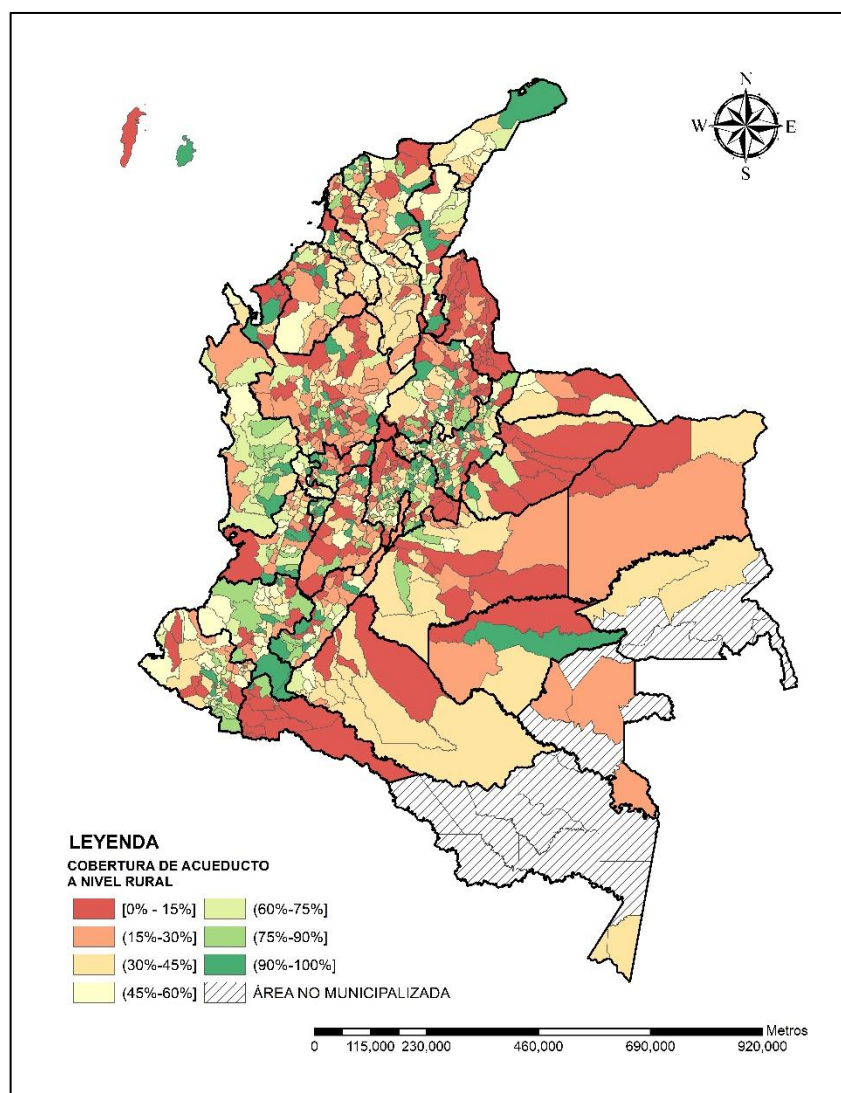 N
W E
S
LEYENDA
COBERTURA DE ACUEDUCTO
A NIVEL RURAL
[0% - 15%] (60%-75%]
(15%-30%] (75%-90%]
(30%-45%] (90%-100%]
(45%-60%] ÁREA NO MUNICIPALIZADA
Metros
0 115,000 230,000 460,000 690,000 920,000